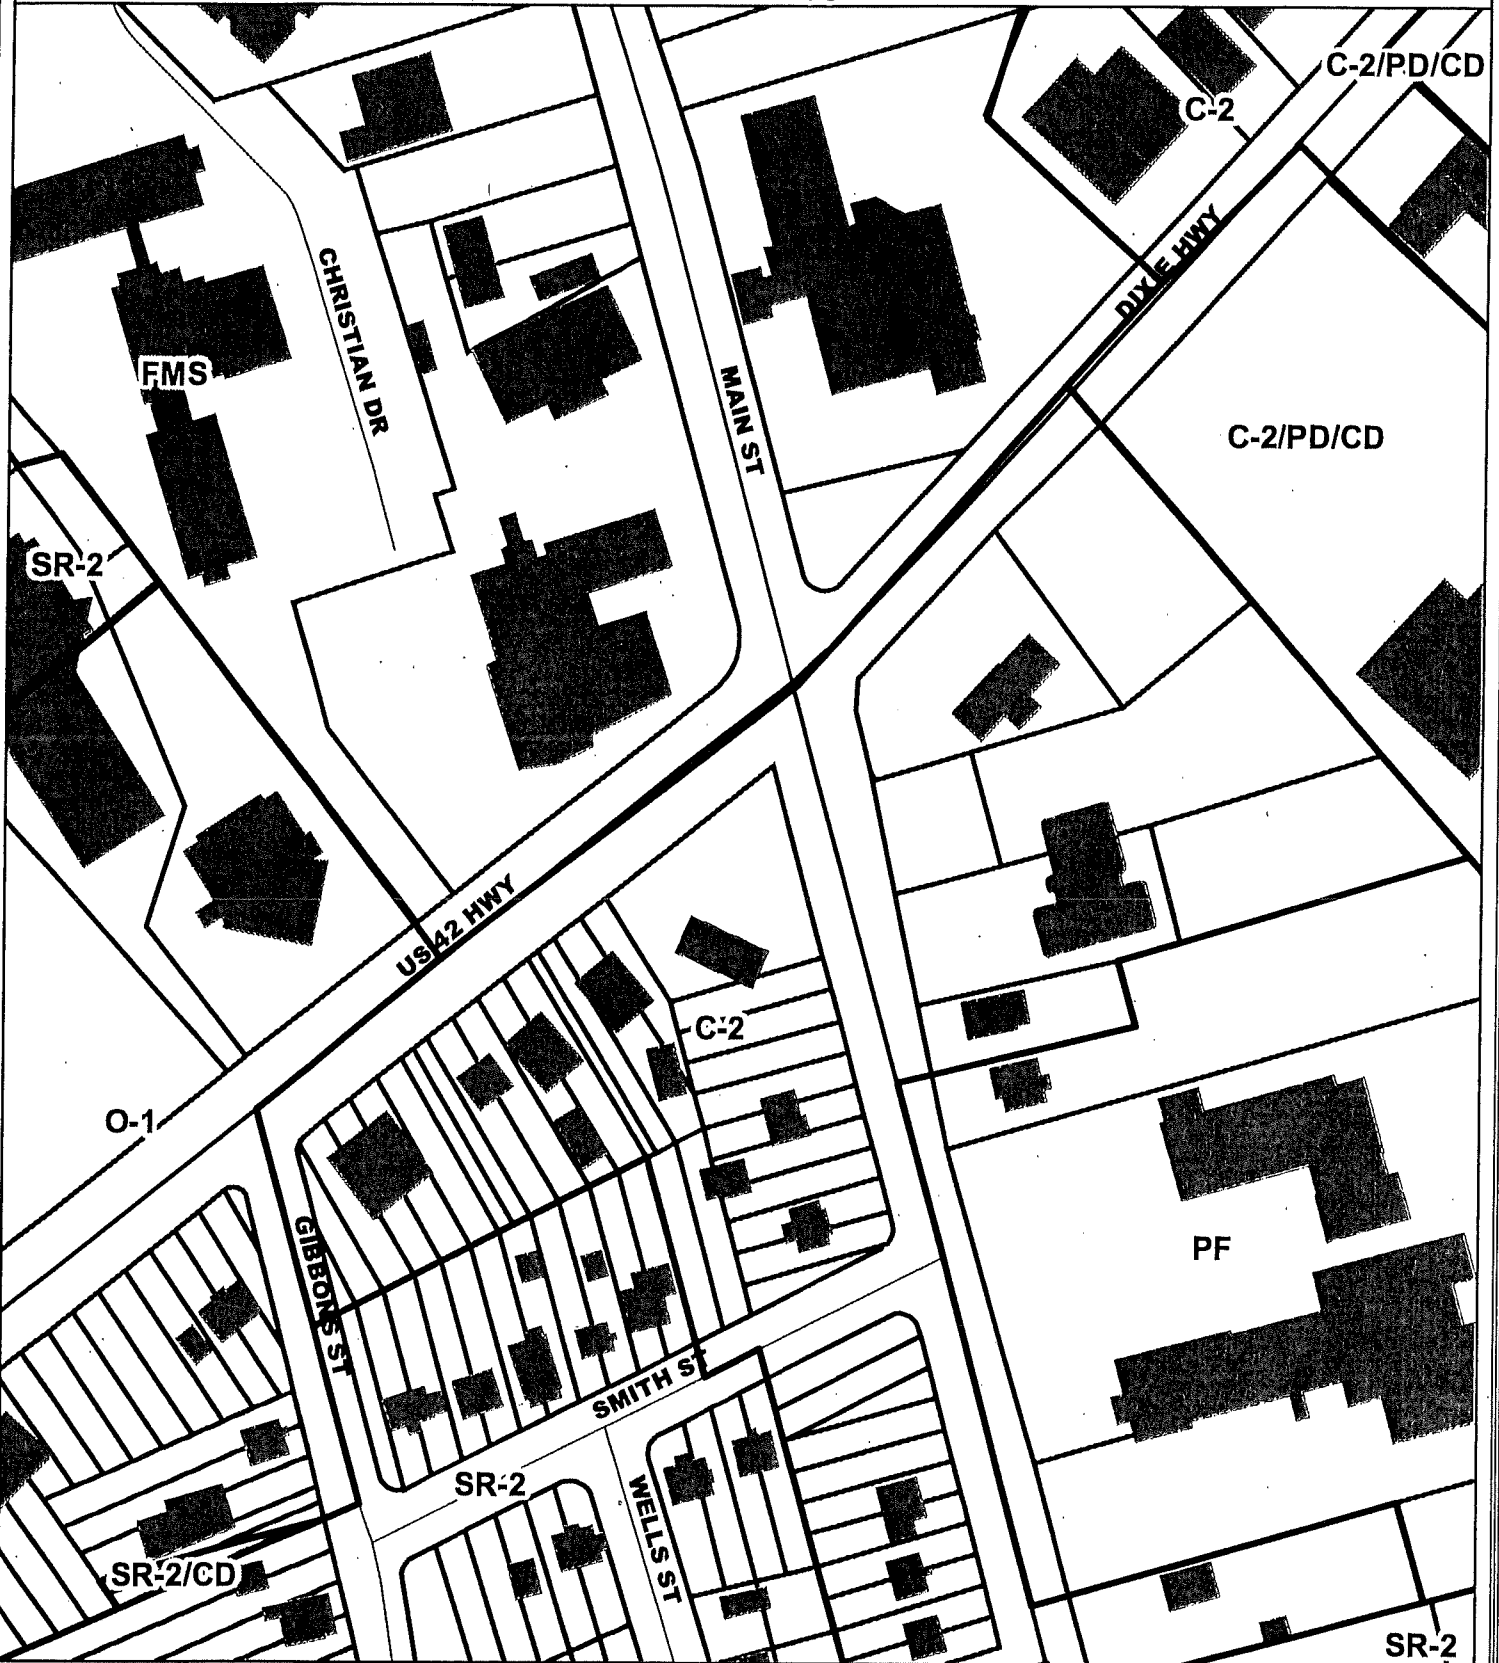 C-2/PD/CD
C-2
DIXIE HWY
CHRISTIAN DR
FMS
MAIN ST
C-2/PD/CD
SR-2
US 42 HWY
C-2
O-1
GIBBONS ST
PF
SMITH ST
SR-2
WELLS ST
SR-2/CD
SR-2